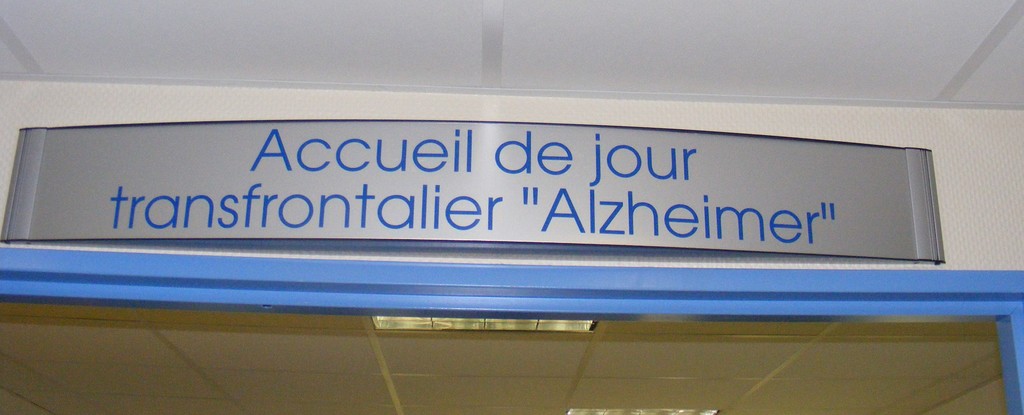 Accueil de jour
transfrontalier "Alzheimer"